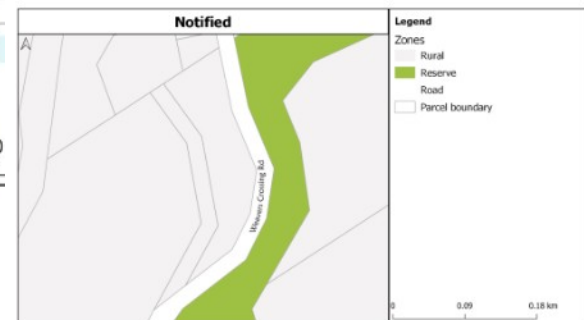 Notified
Legend
Zones
Rural
Reserve
Road
Parcel boundary
Weavers Crossing Rd
0 0.09 0.18 km